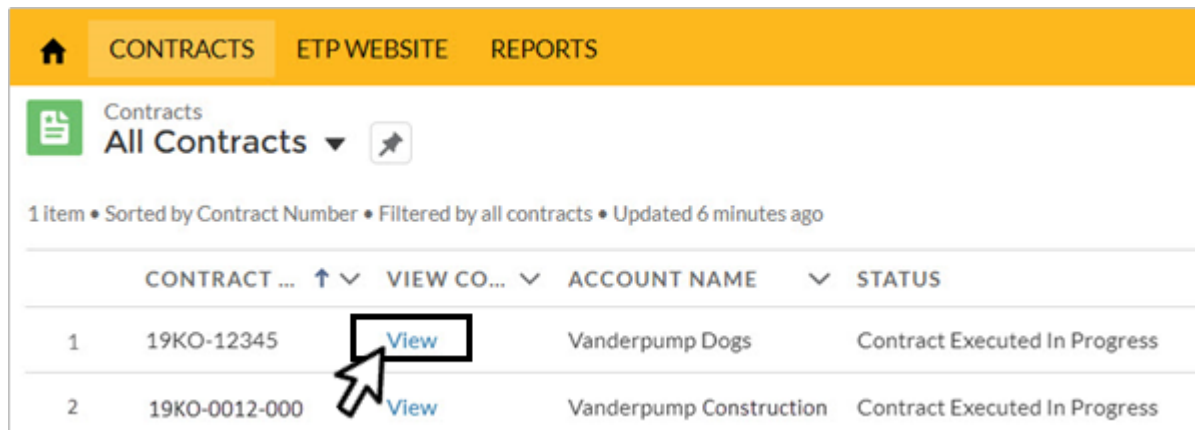 CONTRACTS ETP WEBSITE REPORTS
Contracts
All Contracts
1 item • Sorted by Contract Number • Filtered by all contracts • Updated 6 minutes ago
CONTRACT ... VIEW CO... ACCOUNT NAME STATUS
1 19KO-12345 View Vanderpump Dogs Contract Executed In Progress
2 19KO-0012-000 View Vanderpump Construction Contract Executed In Progress